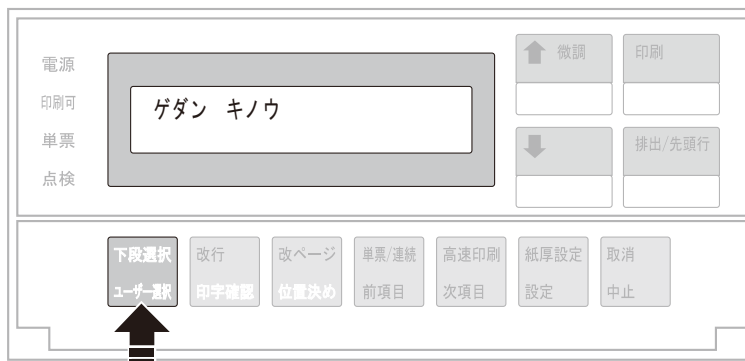 電源
印刷可
単票
点検
ゲダン キノウ
微調
印刷
排出/先頭行
下段選択
ユーザー選択
改行
印字確認
改ページ
位置決め
単票/連続
前項目
高速印刷
次項目
紙厚設定
設定
取消
中止